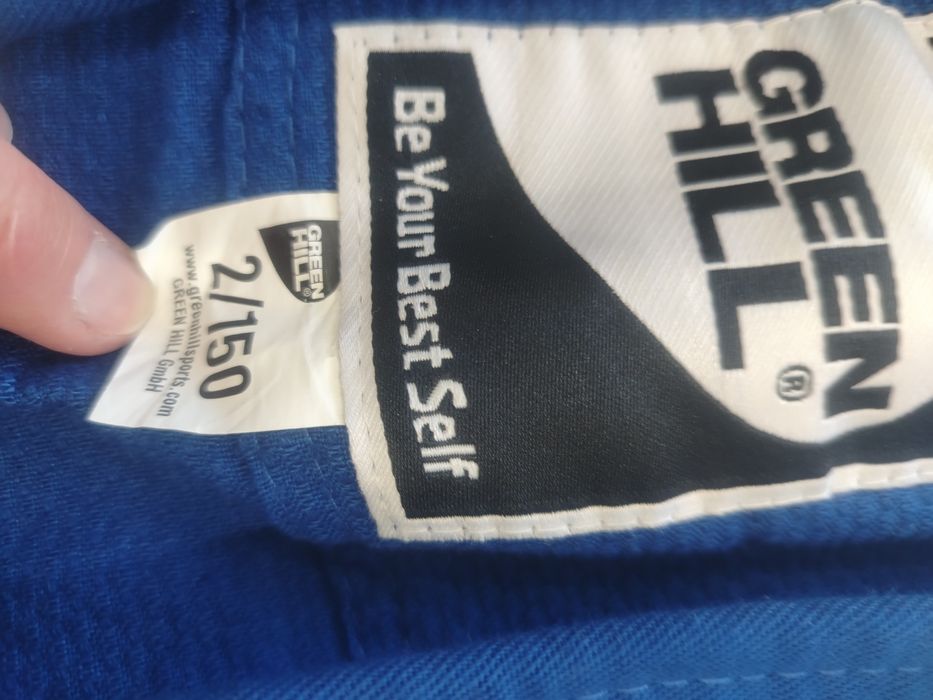 GREEN
HILL®
Be Your Best Self
GREEN
HILL®
2/150
www.greenhillsports.com
GREEN HILL GmbH